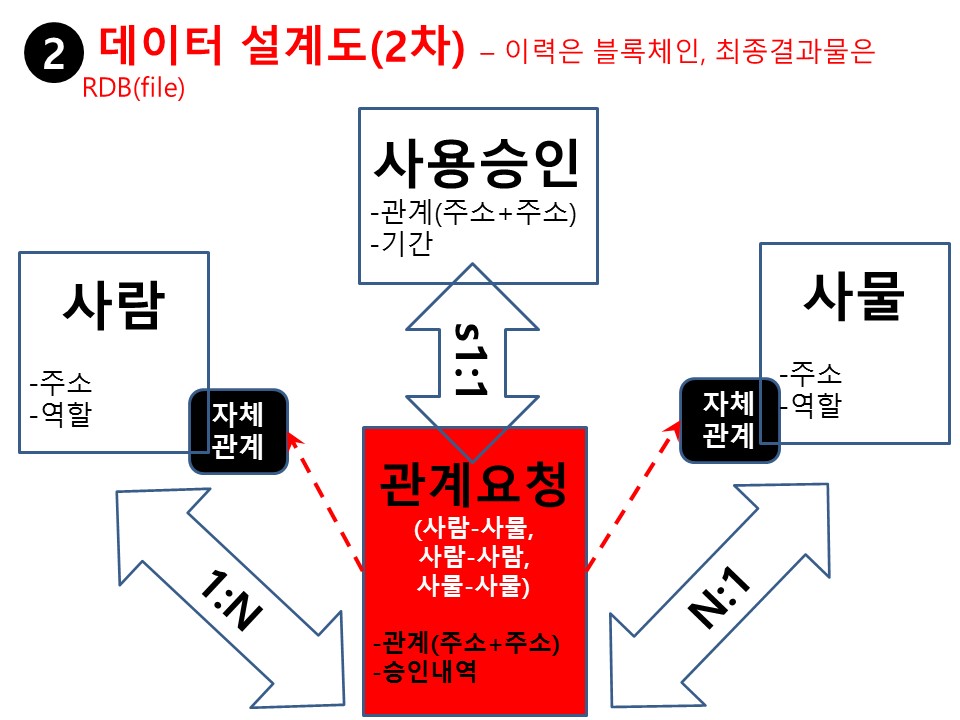 2 데이터 설계도(2차) – 이력은 블록체인, 최종결과물은
RDB(file)
사용승인
-관계(주소+주소)
-기간
사람
-주소
-역할
자체
관계
s1:1
사물
-주소
-역할
자체
관계
관계요청
(사람-사물,
사람-사람,
사물-사물)
-관계(주소+주소)
-승인내역
1:N
N:1